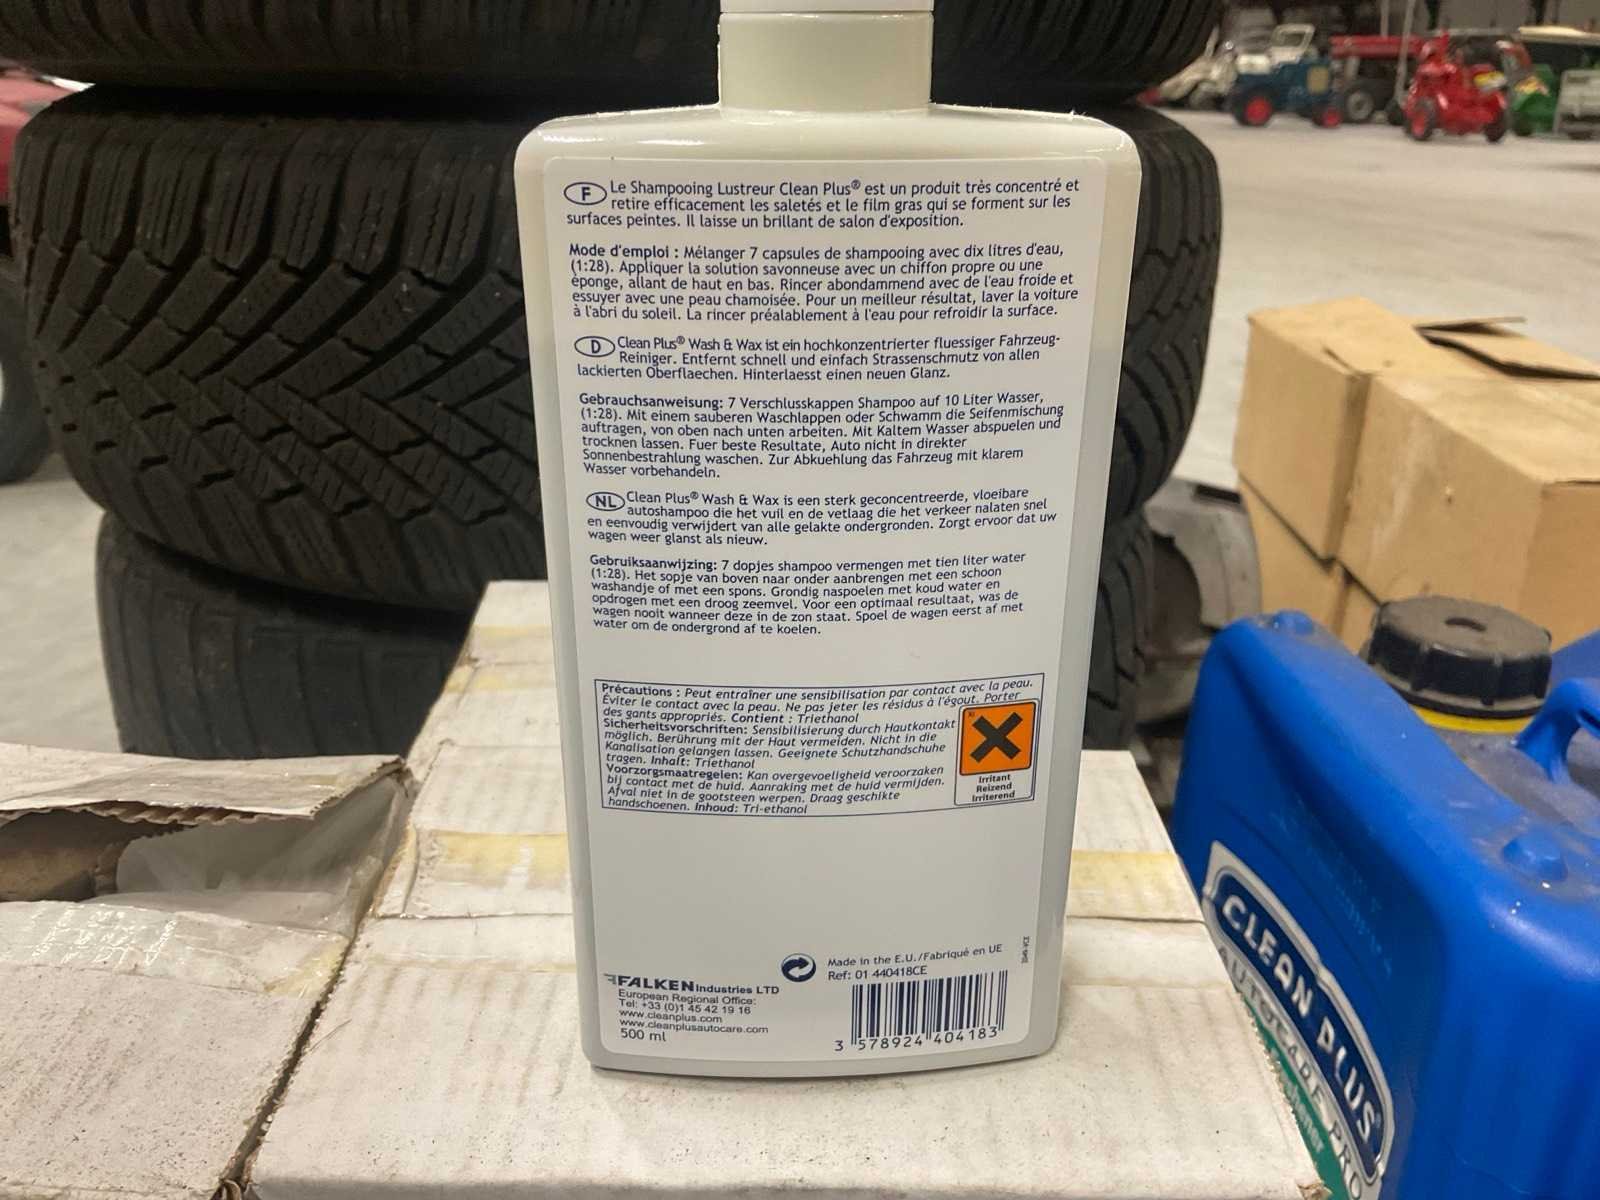 F Le Shampooing Lustreur Clean Plus® est un produit très concentré et
retire efficacement les saletés et le film gras qui se forment sur les
surfaces peintes. Il laisse un brillant de salon d'exposition.
Mode d'emploi : Mélanger 7 capsules de shampooing avec dix litres d'eau,
(1:28). Appliquer la solution savonneuse avec un chiffon propre ou une
éponge, allant de haut en bas. Rincer abondammend avec de l'eau froide et
essuyer avec une peau chamoisée. Pour un meilleur résultat, laver la voiture
à l'abri du soleil. La rincer préalablement à l'eau pour refroidir la surface.
D Clean Plus® Wash & Wax ist ein hochkonzentrierter fluessiger Fahrzeug-
Reiniger. Entfernt schnell und einfach Strassenschmutz von allen
lackierten Oberflaechen. Hinterlaesst einen neuen Glanz.
Gebrauchsanweisung: 7 Verschlusskappen Shampoo auf 10 Liter Wasser,
(1:28). Mit einem sauberen Waschlappen oder Schwamm die Seifenmischung
auftragen, von oben nach unten arbeiten. Mit Kaltem Wasser abspuelen und
trocknen lassen. Fuer beste Resultate, Auto nicht in direkter
Sonnenbestrahlung waschen. Zur Abkuehlung das Fahrzeug mit klarem
Wasser vorbehandeln.
NL Clean Plus® Wash & Wax is een sterk geconcentreerde, vloeibare
autoshampoo die het vuil en de vetlaag die het verkeer nalaten snel
en eenvoudig verwijdert van alle gelakte ondergronden. Zorgt ervoor dat uw
wagen weer glanst als nieuw.
Gebruiksaanwijzing: 7 dopjes shampoo vermengen met tien liter water
(1:28). Het sopje van boven naar onder aanbrengen met een schoon
washandje of met een spons. Grondig naspoelen met koud water en
opdrogen met een droog zeemvel. Voor een optimaal resultaat, was de
wagen nooit wanneer deze in de zon staat. Spoel de wagen eerst af met
water om de ondergrond af te koelen.
Précautions : Peut entraîner une sensibilisation par contact avec la peau.
Éviter le contact avec la peau. Ne pas jeter les résidus à l'égout. Porter
des gants appropriés. Contient : Triethanol
Sicherheitsvorschriften: Sensibilisierung durch Hautkontakt
möglich. Berührung mit der Haut vermeiden. Nicht in die
Kanalisation gelangen lassen. Geeignete Schutzhandschuhe
tragen. Inhalt: Triethanol
Voorzorgsmaatregelen: Kan overgevoeligheid veroorzaken
bij contact met de huid. Aanraking met de huid vermijden.
Afval niet in de gootsteen werpen. Draag geschikte
handschoenen. Inhoud: Tri-ethanol
Xi
Irritant
Reizend
Irriterend
Made in the E.U./Fabriqué en UE
Ref: 01 440418CE
FALKEN Industries LTD
European Regional Office:
Tel: +33 (0)1 45 42 19 16
www.cleanplus.com
www.cleanplusautocare.com
500 ml
3 578924 404183
CLEAN PLUS
AUTOCARE PRO